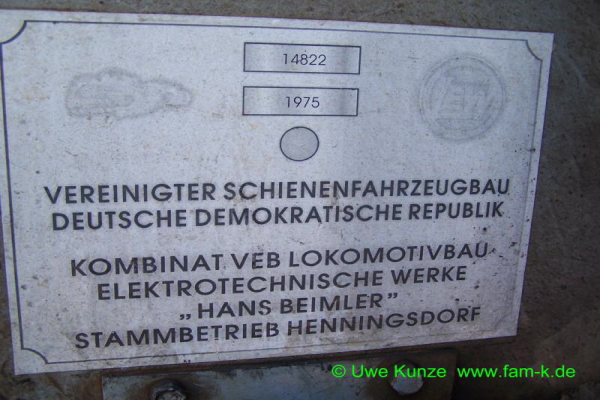 14822
1975
VEREINIGTER SCHIENENFAHRZEUGBAU
DEUTSCHE DEMOKRATISCHE REPUBLIK
KOMBINAT VEB LOKOMOTIVBAU
ELEKTROTECHNISCHE WERKE
„HANS BEIMLER”
STAMMBETRIEB HENNINGSDORF
© Uwe Kunze www.fam-k.de